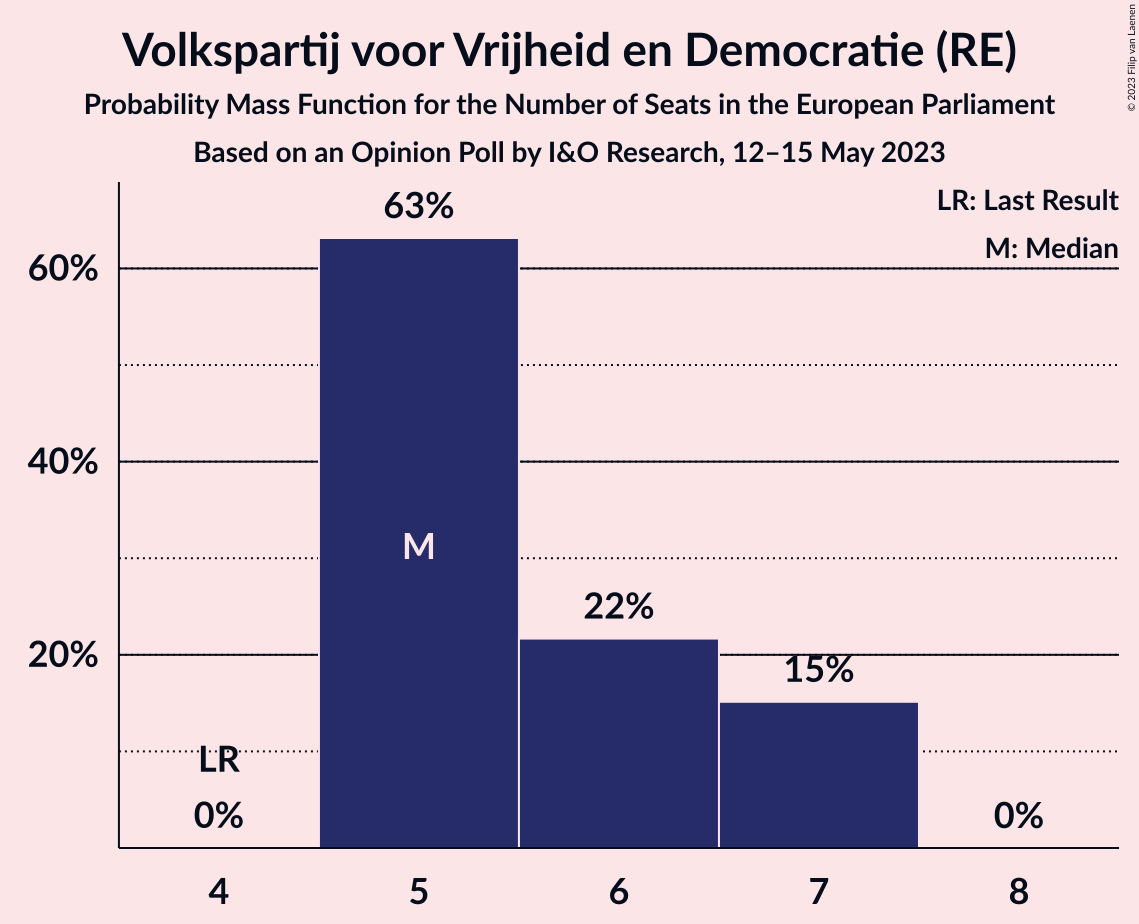 Volkspartij voor Vrijheid en Democratie (RE)
Probability Mass Function for the Number of Seats in the European Parliament
Based on an Opinion Poll by I&O Research, 12–15 May 2023
© 2023 Filip van Laenen
LR: Last Result
M: Median
63%
60%
40%
M
22%
20%
15%
LR
0%
0%
4
5
6
7
8